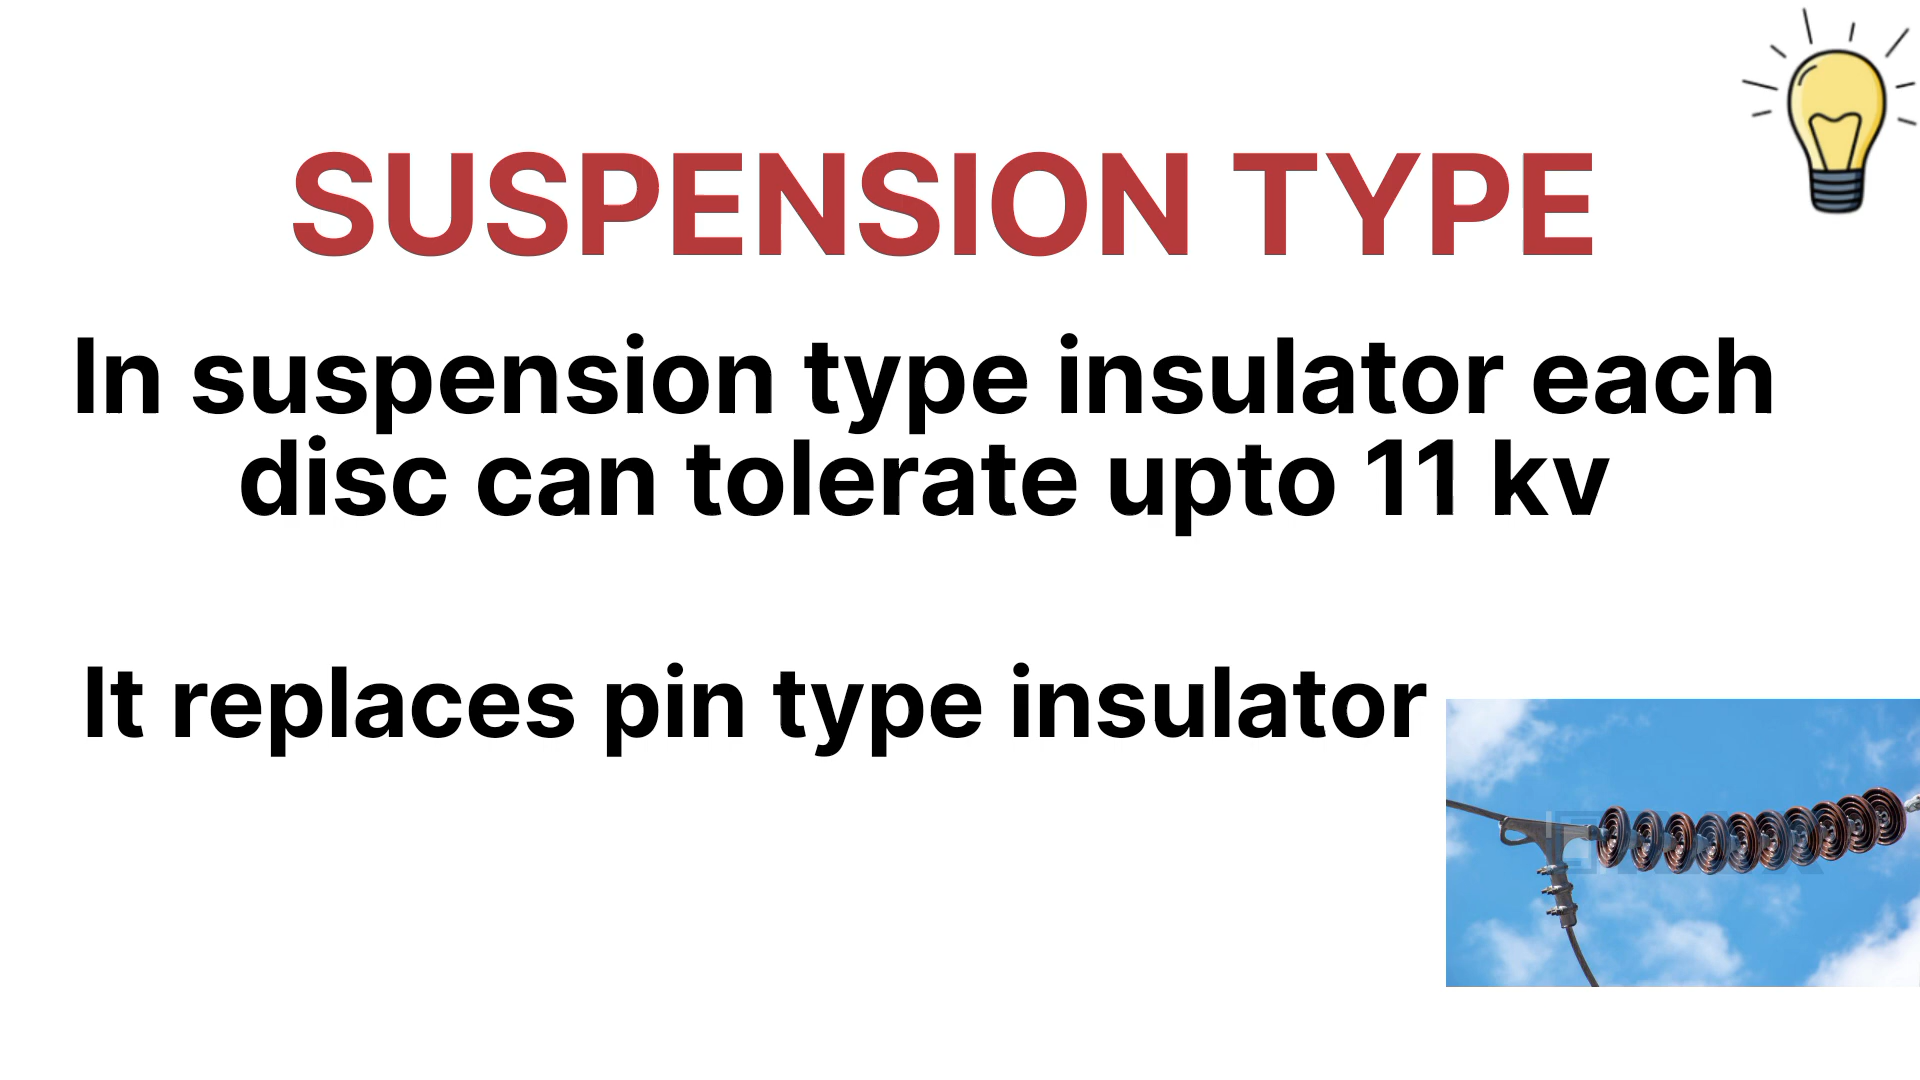 SUSPENSION TYPE
In suspension type insulator each
disc can tolerate upto 11 kv
It replaces pin type insulator